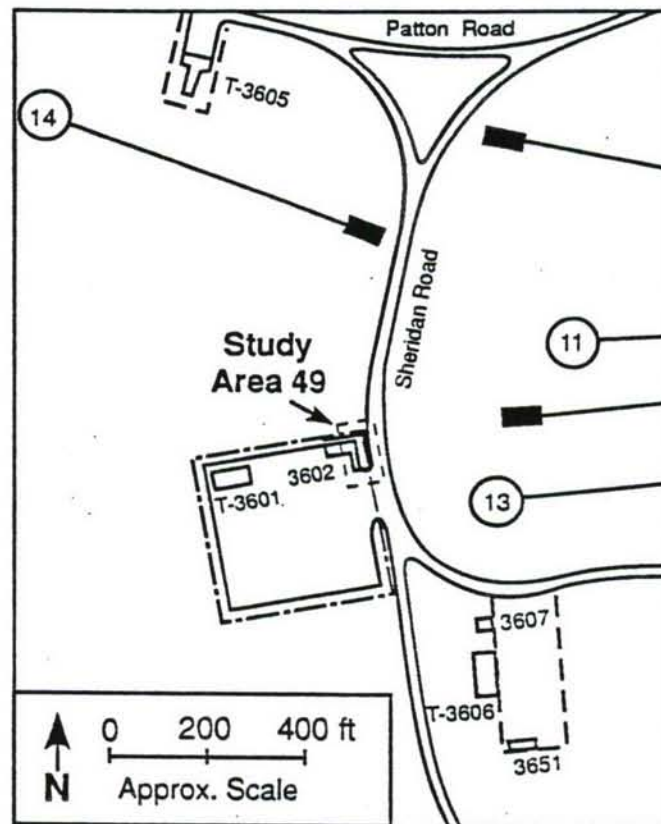 Patton Road
T-3605
14
Sheridan Road
11
Study
Area 49
3602
T-3601
13
3607
T-3606
3651
0 200 400 ft
N
Approx. Scale